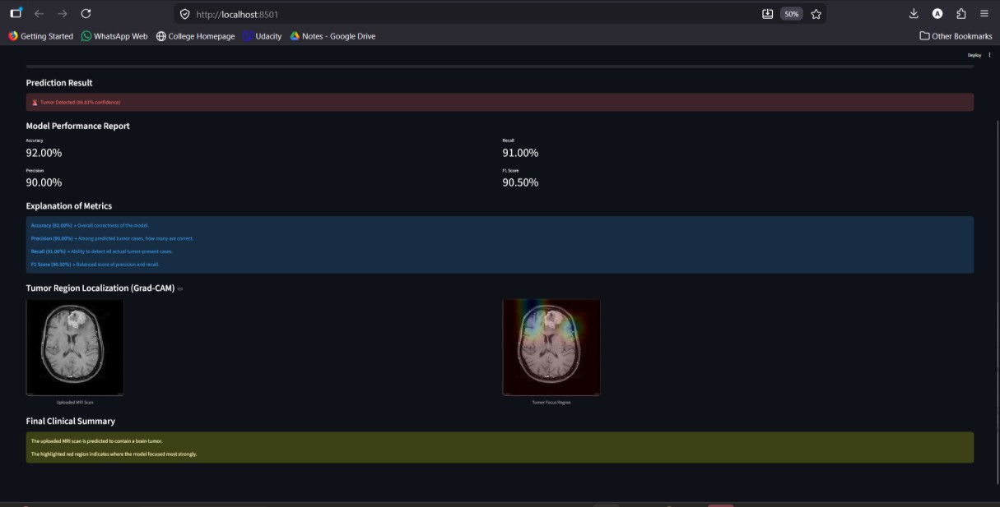 http://localhost:8501
50%
A
Getting Started
WhatsApp Web
College Homepage
Udacity
Notes - Google Drive
Other Bookmarks
Deploy
Prediction Result
Tumor Detected (86.83% confidence)
Model Performance Report
Accuracy
92.00%
Recall
91.00%
Precision
90.00%
F1 Score
90.50%
Explanation of Metrics
Accuracy (92.00%) → Overall correctness of the model.
Precision (90.00%) → Among predicted tumor cases, how many are correct.
Recall (91.00%) → Ability to detect all actual tumor-present cases.
F1 Score (90.50%) → Balanced score of precision and recall.
Tumor Region Localization (Grad-CAM)
Uploaded MRI Scan
Tumor Focus Region
Final Clinical Summary
The uploaded MRI scan is predicted to contain a brain tumor.
The highlighted red region indicates where the model focused most strongly.